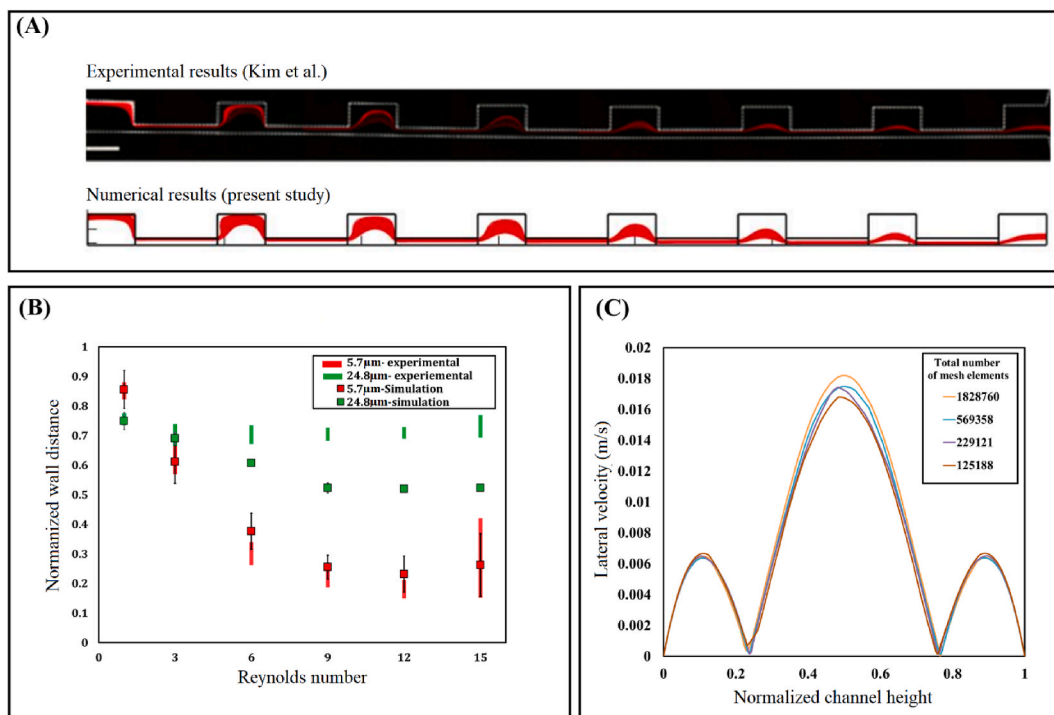 (A)
Experimental results (Kim et al.)
Numerical results (present study)
(B)
Normanized wall distance
1
0.9
0.8
0.7
0.6
0.5
0.4
0.3
0.2
0.1
0
0 3 6 9 12 15
Reynolds number
5.7μm- experimental
24.8μm-experiemental
5.7μm-Simulation
24.8μm-simulation
(C)
Lateral velocity (m/s)
0.02
0.018
0.016
0.014
0.012
0.01
0.008
0.006
0.004
0.002
0
0 0.2 0.4 0.6 0.8 1
Normalized channel height
Total number
of mesh elements
1828760
569358
229121
125188